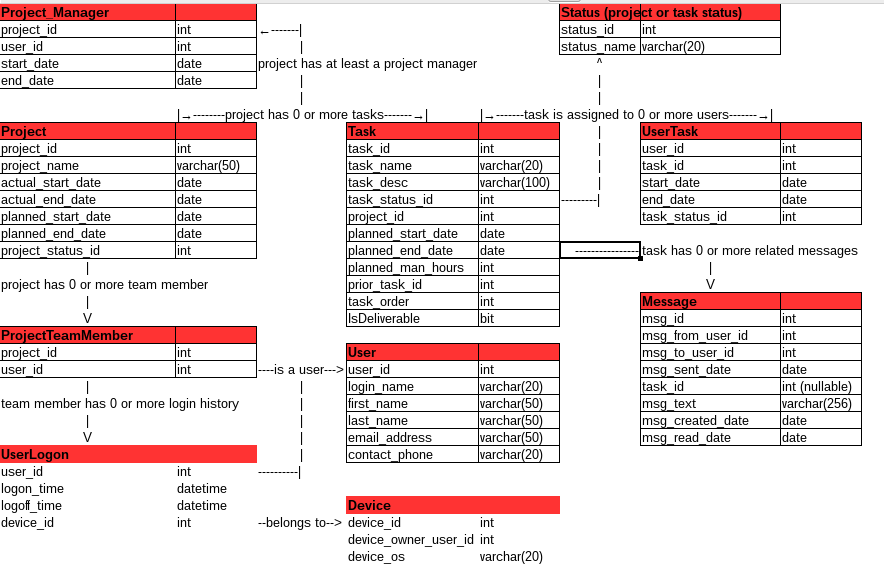 Project_Manager
project_id int
user_id int
start_date date
end_date date
←-------|
|
project has at least a project manager
|
|
Status (project or task status)
status_id int
status_name varchar(20)
^
|
|
|→--------project has 0 or more tasks-------→|
|→-------task is assigned to 0 or more users-------→|
Project
project_id int
project_name varchar(50)
actual_start_date date
actual_end_date date
planned_start_date date
planned_end_date date
project_status_id int
|
project has 0 or more team member
|
V
Task
task_id int
task_name varchar(20)
task_desc varchar(100)
task_status_id int
project_id int
planned_start_date date
planned_end_date date
planned_man_hours int
prior_task_id int
task_order int
IsDeliverable bit
|
|
|
|
---------|
UserTask
user_id int
task_id int
start_date date
end_date date
task_status_id int
---------------- task has 0 or more related messages
|
V
Message
msg_id int
msg_from_user_id int
msg_to_user_id int
msg_sent_date date
task_id int (nullable)
msg_text varchar(256)
msg_created_date date
msg_read_date date
ProjectTeamMember
project_id int
user_id int
----is a user--->
|
team member has 0 or more login history
|
V
User
user_id int
login_name varchar(20)
first_name varchar(50)
last_name varchar(50)
email_address varchar(50)
contact_phone varchar(20)
|
|
|
|
|
----------|
UserLogon
user_id int
logon_time datetime
logoff_time datetime
device_id int
--belongs to-->
Device
device_id int
device_owner_user_id int
device_os varchar(20)